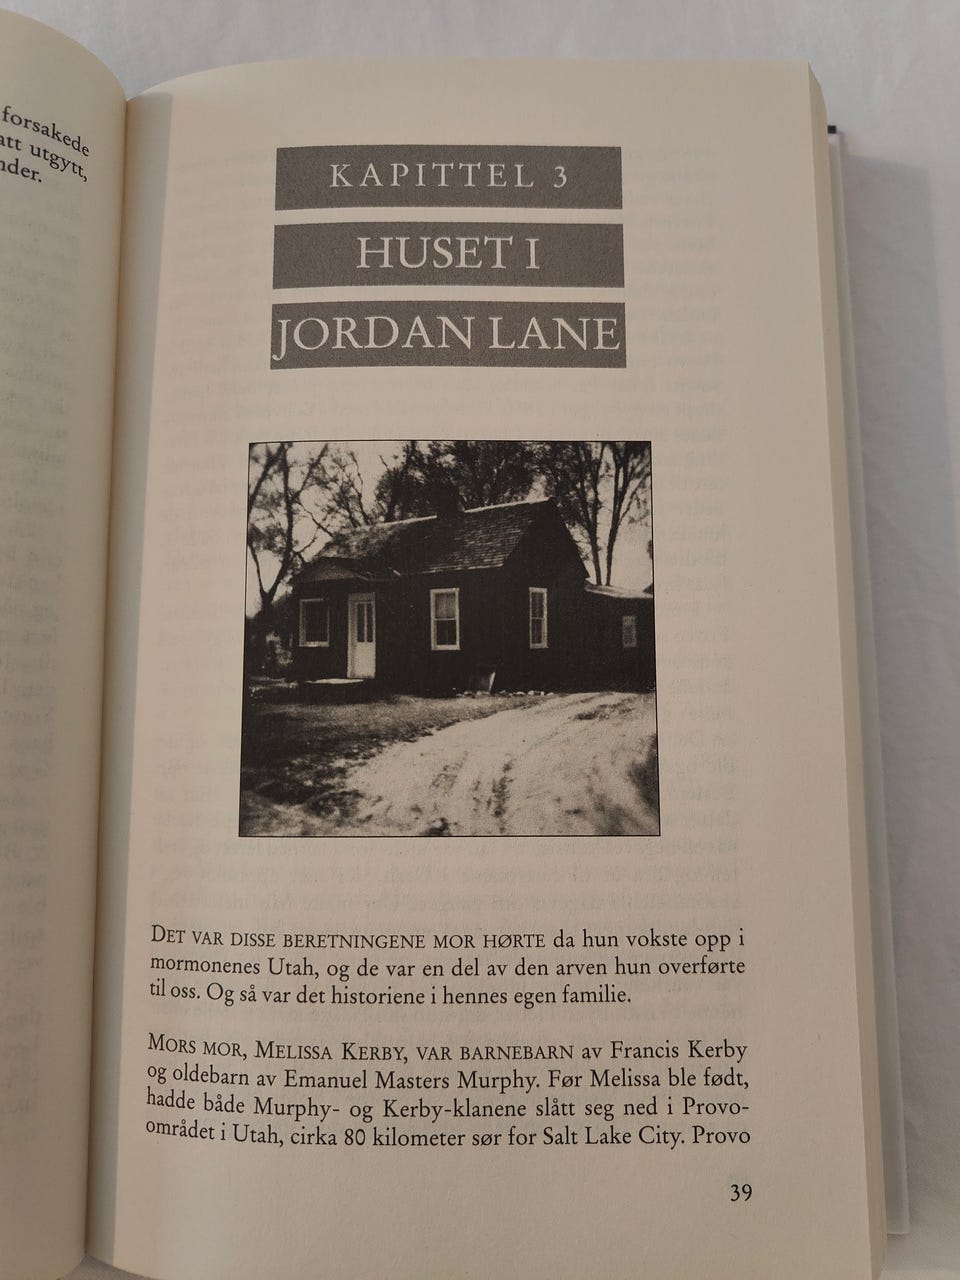 forsakede
att utgytt,
nder.
KAPITTEL 3
HUSET I
JORDAN LANE
DET VAR DISSE BERETNINGENE MOR HØRTE da hun vokste opp i
mormonenes Utah, og de var en del av den arven hun overførte
til oss. Og så var det historiene i hennes egen familie.
MORS MOR, MELISSA KERBY, VAR BARNEBARN av Francis Kerby
og oldebarn av Emanuel Masters Murphy. Før Melissa ble født,
hadde både Murphy- og Kerby-klanene slått seg ned i Provo-
området i Utah, cirka 80 kilometer sør for Salt Lake City. Provo
39